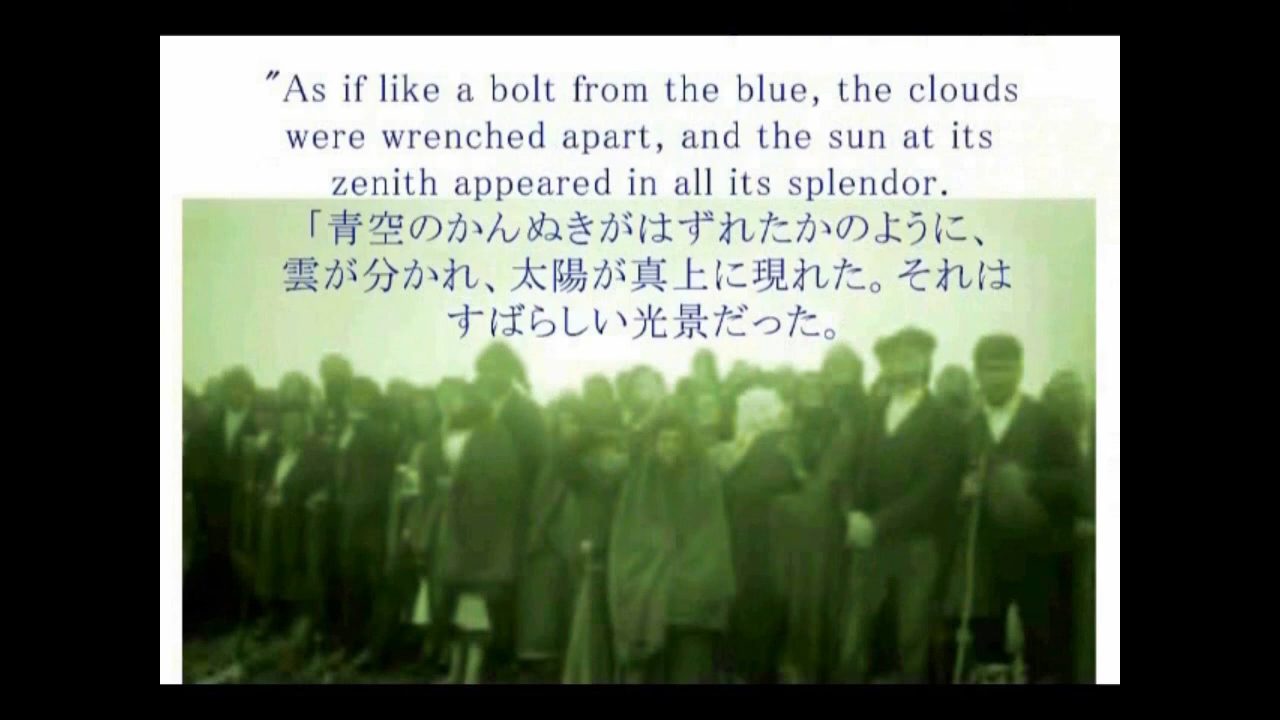 "As if like a bolt from the blue, the clouds
were wrenched apart, and the sun at its
zenith appeared in all its splendor.
「青空のかんぬきがはずれたかのように、
雲が分かれ、太陽が真上に現れた。それは
すばらしい光景だった。